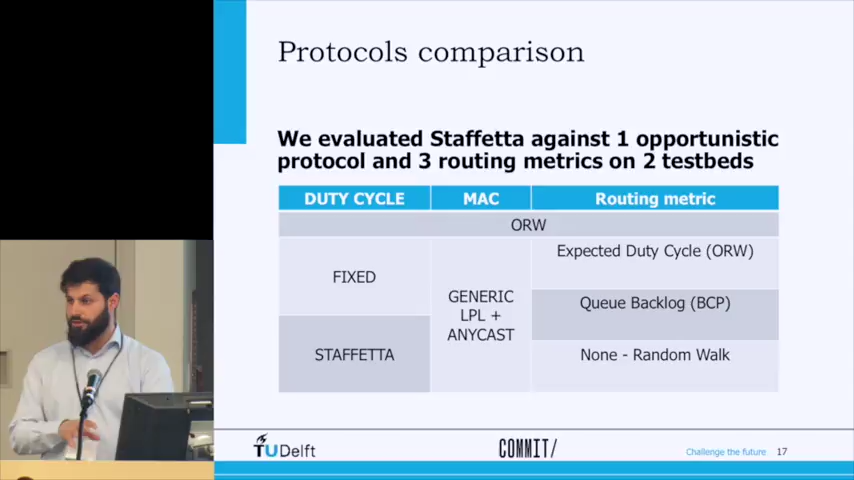 Protocols comparison
We evaluated Staffetta against 1 opportunistic
protocol and 3 routing metrics on 2 testbeds
DUTY CYCLE MAC Routing metric
ORW
FIXED
STAFFETTA
GENERIC
LPL +
ANYCAST
Expected Duty Cycle (ORW)
Queue Backlog (BCP)
None - Random Walk
TUDelft
COMMIT/
Challenge the future 17